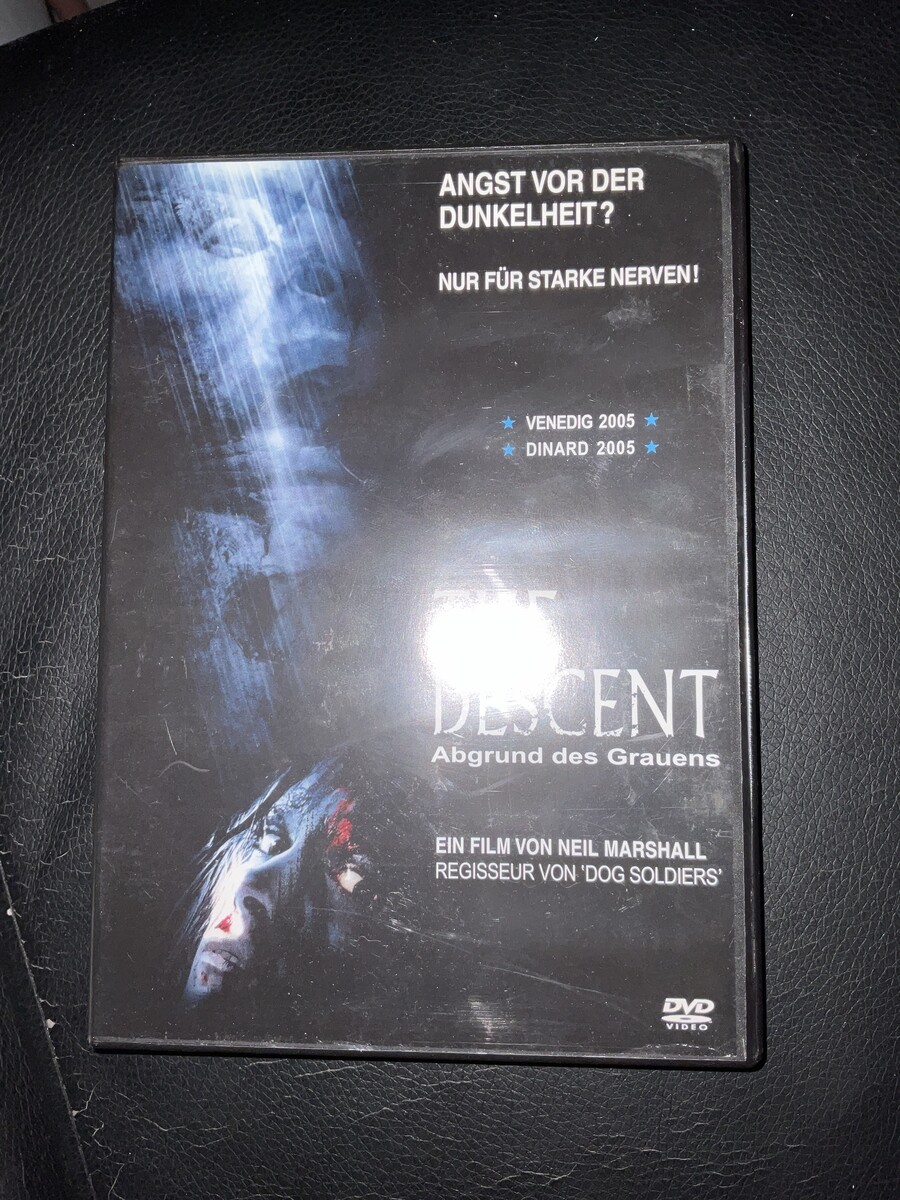 ANGST VOR DER
DUNKELHEIT?
NUR FÜR STARKE NERVEN!
★ VENEDIG 2005 ★
★ DINARD 2005 ★
THE
DESCENT
Abgrund des Grauens
EIN FILM VON NEIL MARSHALL
REGISSEUR VON 'DOG SOLDIERS'
DVD
VIDEO